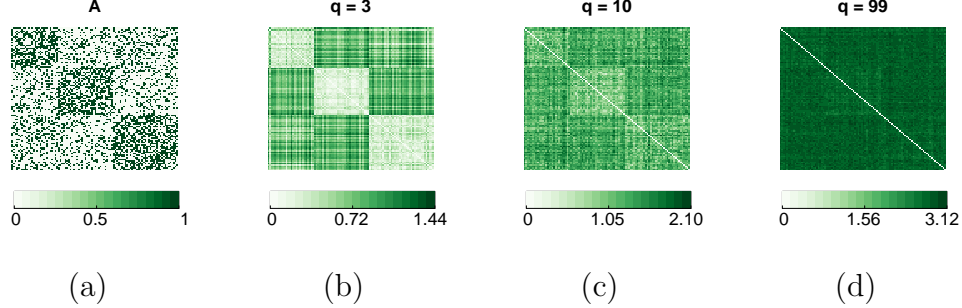 A q = 3 q = 10 q = 99
0 0.5 1 0 0.72 1.44 0 1.05 2.10 0 1.56 3.12
(a) (b) (c) (d)